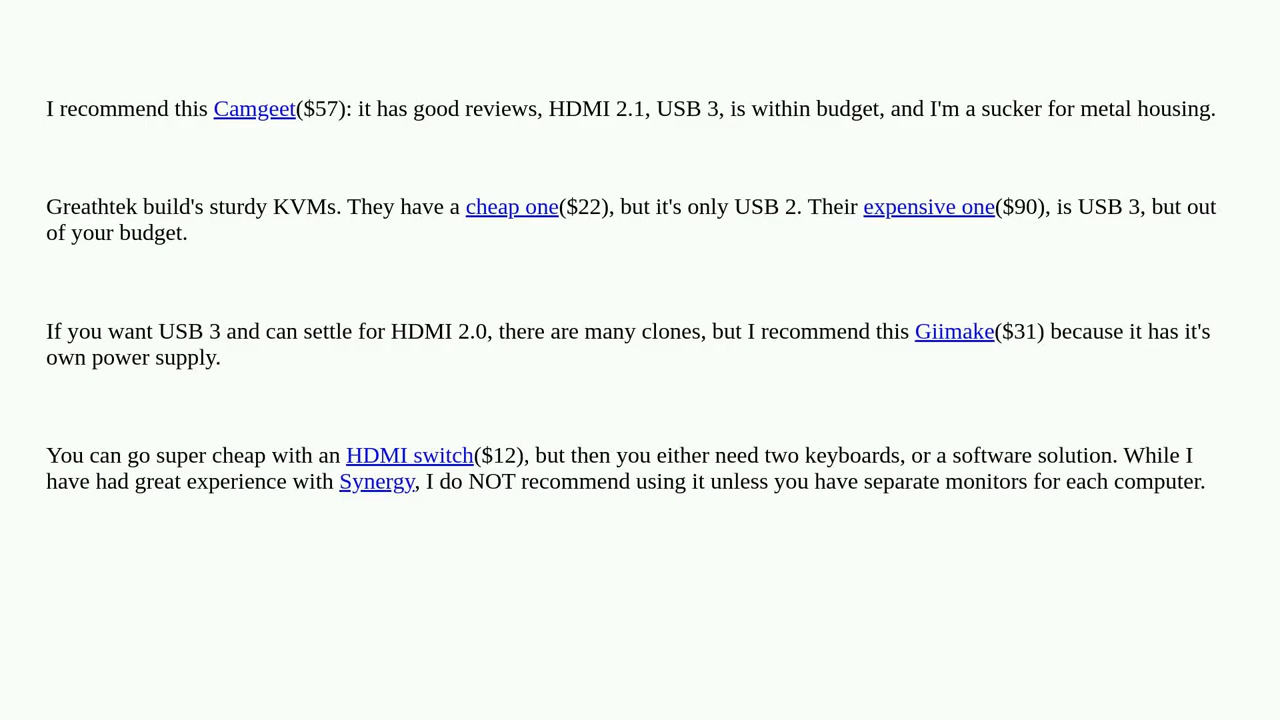 I recommend this Camgeet($57): it has good reviews, HDMI 2.1, USB 3, is within budget, and I'm a sucker for metal housing.
Greathtek build's sturdy KVMs. They have a cheap one($22), but it's only USB 2. Their expensive one($90), is USB 3, but out
of your budget.
If you want USB 3 and can settle for HDMI 2.0, there are many clones, but I recommend this Giimake($31) because it has it's
own power supply.
You can go super cheap with an HDMI switch($12), but then you either need two keyboards, or a software solution. While I
have had great experience with Synergy, I do NOT recommend using it unless you have separate monitors for each computer.